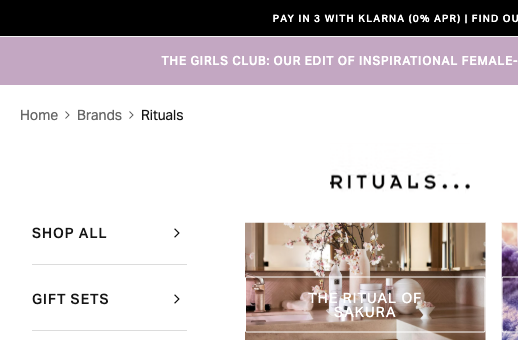 PAY IN 3 WITH KLARNA (0% APR) | FIND OU
THE GIRLS CLUB: OUR EDIT OF INSPIRATIONAL FEMALE-
Home > Brands > Rituals
RITUALS...
SHOP ALL >
GIFT SETS >
THE RITUAL OF
SAKURA